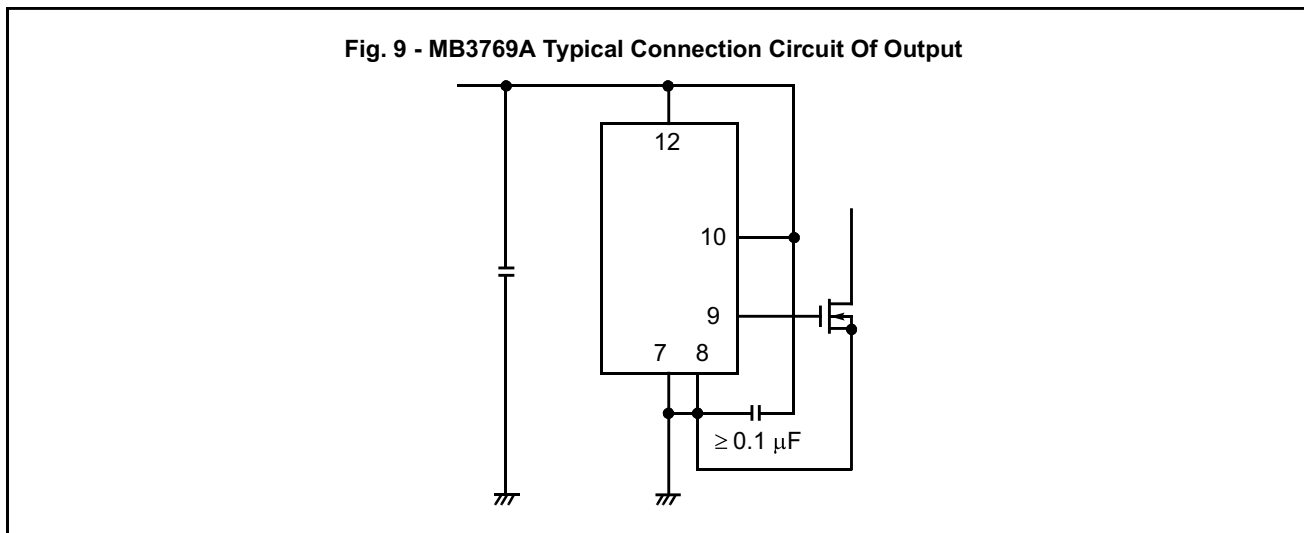 Fig. 9 - MB3769A Typical Connection Circuit Of Output
12
10
9
7 8
≥ 0.1 μF